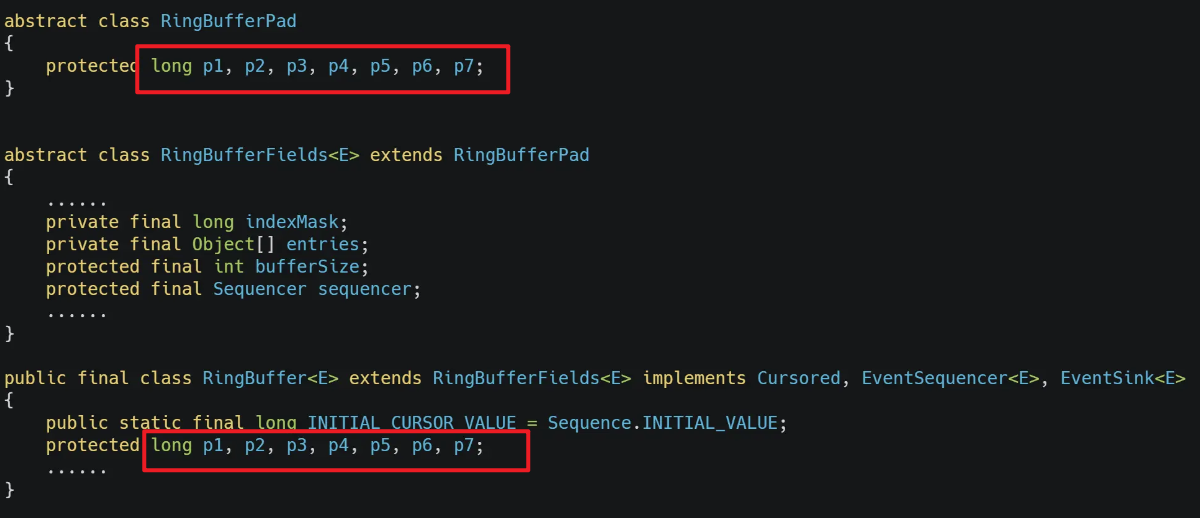 abstract class RingBufferPad
{
    protected long p1, p2, p3, p4, p5, p6, p7;
}
abstract class RingBufferFields<E> extends RingBufferPad
{
    ......
    private final long indexMask;
    private final Object[] entries;
    protected final int bufferSize;
    protected final Sequencer sequencer;
    ......
}
public final class RingBuffer<E> extends RingBufferFields<E> implements Cursored, EventSequencer<E>, EventSink<E>
{
    public static final long INITIAL_CURSOR_VALUE = Sequence.INITIAL_VALUE;
    protected long p1, p2, p3, p4, p5, p6, p7;
    ......
}